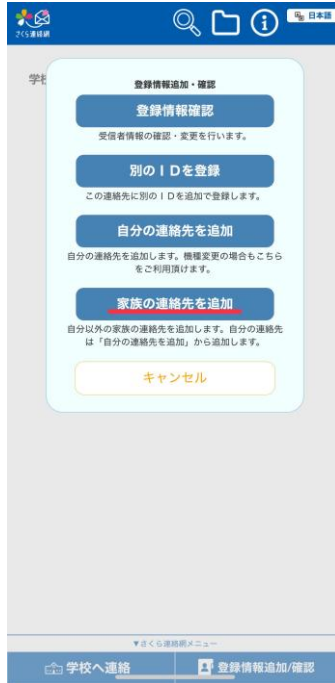 さくら連絡網
日本語
学校
登録情報追加・確認
登録情報確認
受信者情報の確認・変更を行います。
別のＩＤを登録
この連絡先に別のＩＤを追加で登録します。
自分の連絡先を追加
自分の連絡先を追加します。機種変更の場合もこちら
をご利用頂けます。
家族の連絡先を追加
自分以外の家族の連絡先を追加します。自分の連絡先
は「自分の連絡先を追加」から追加します。
キャンセル
▼さくら連絡網メニュー
学校へ連絡
登録情報追加/確認